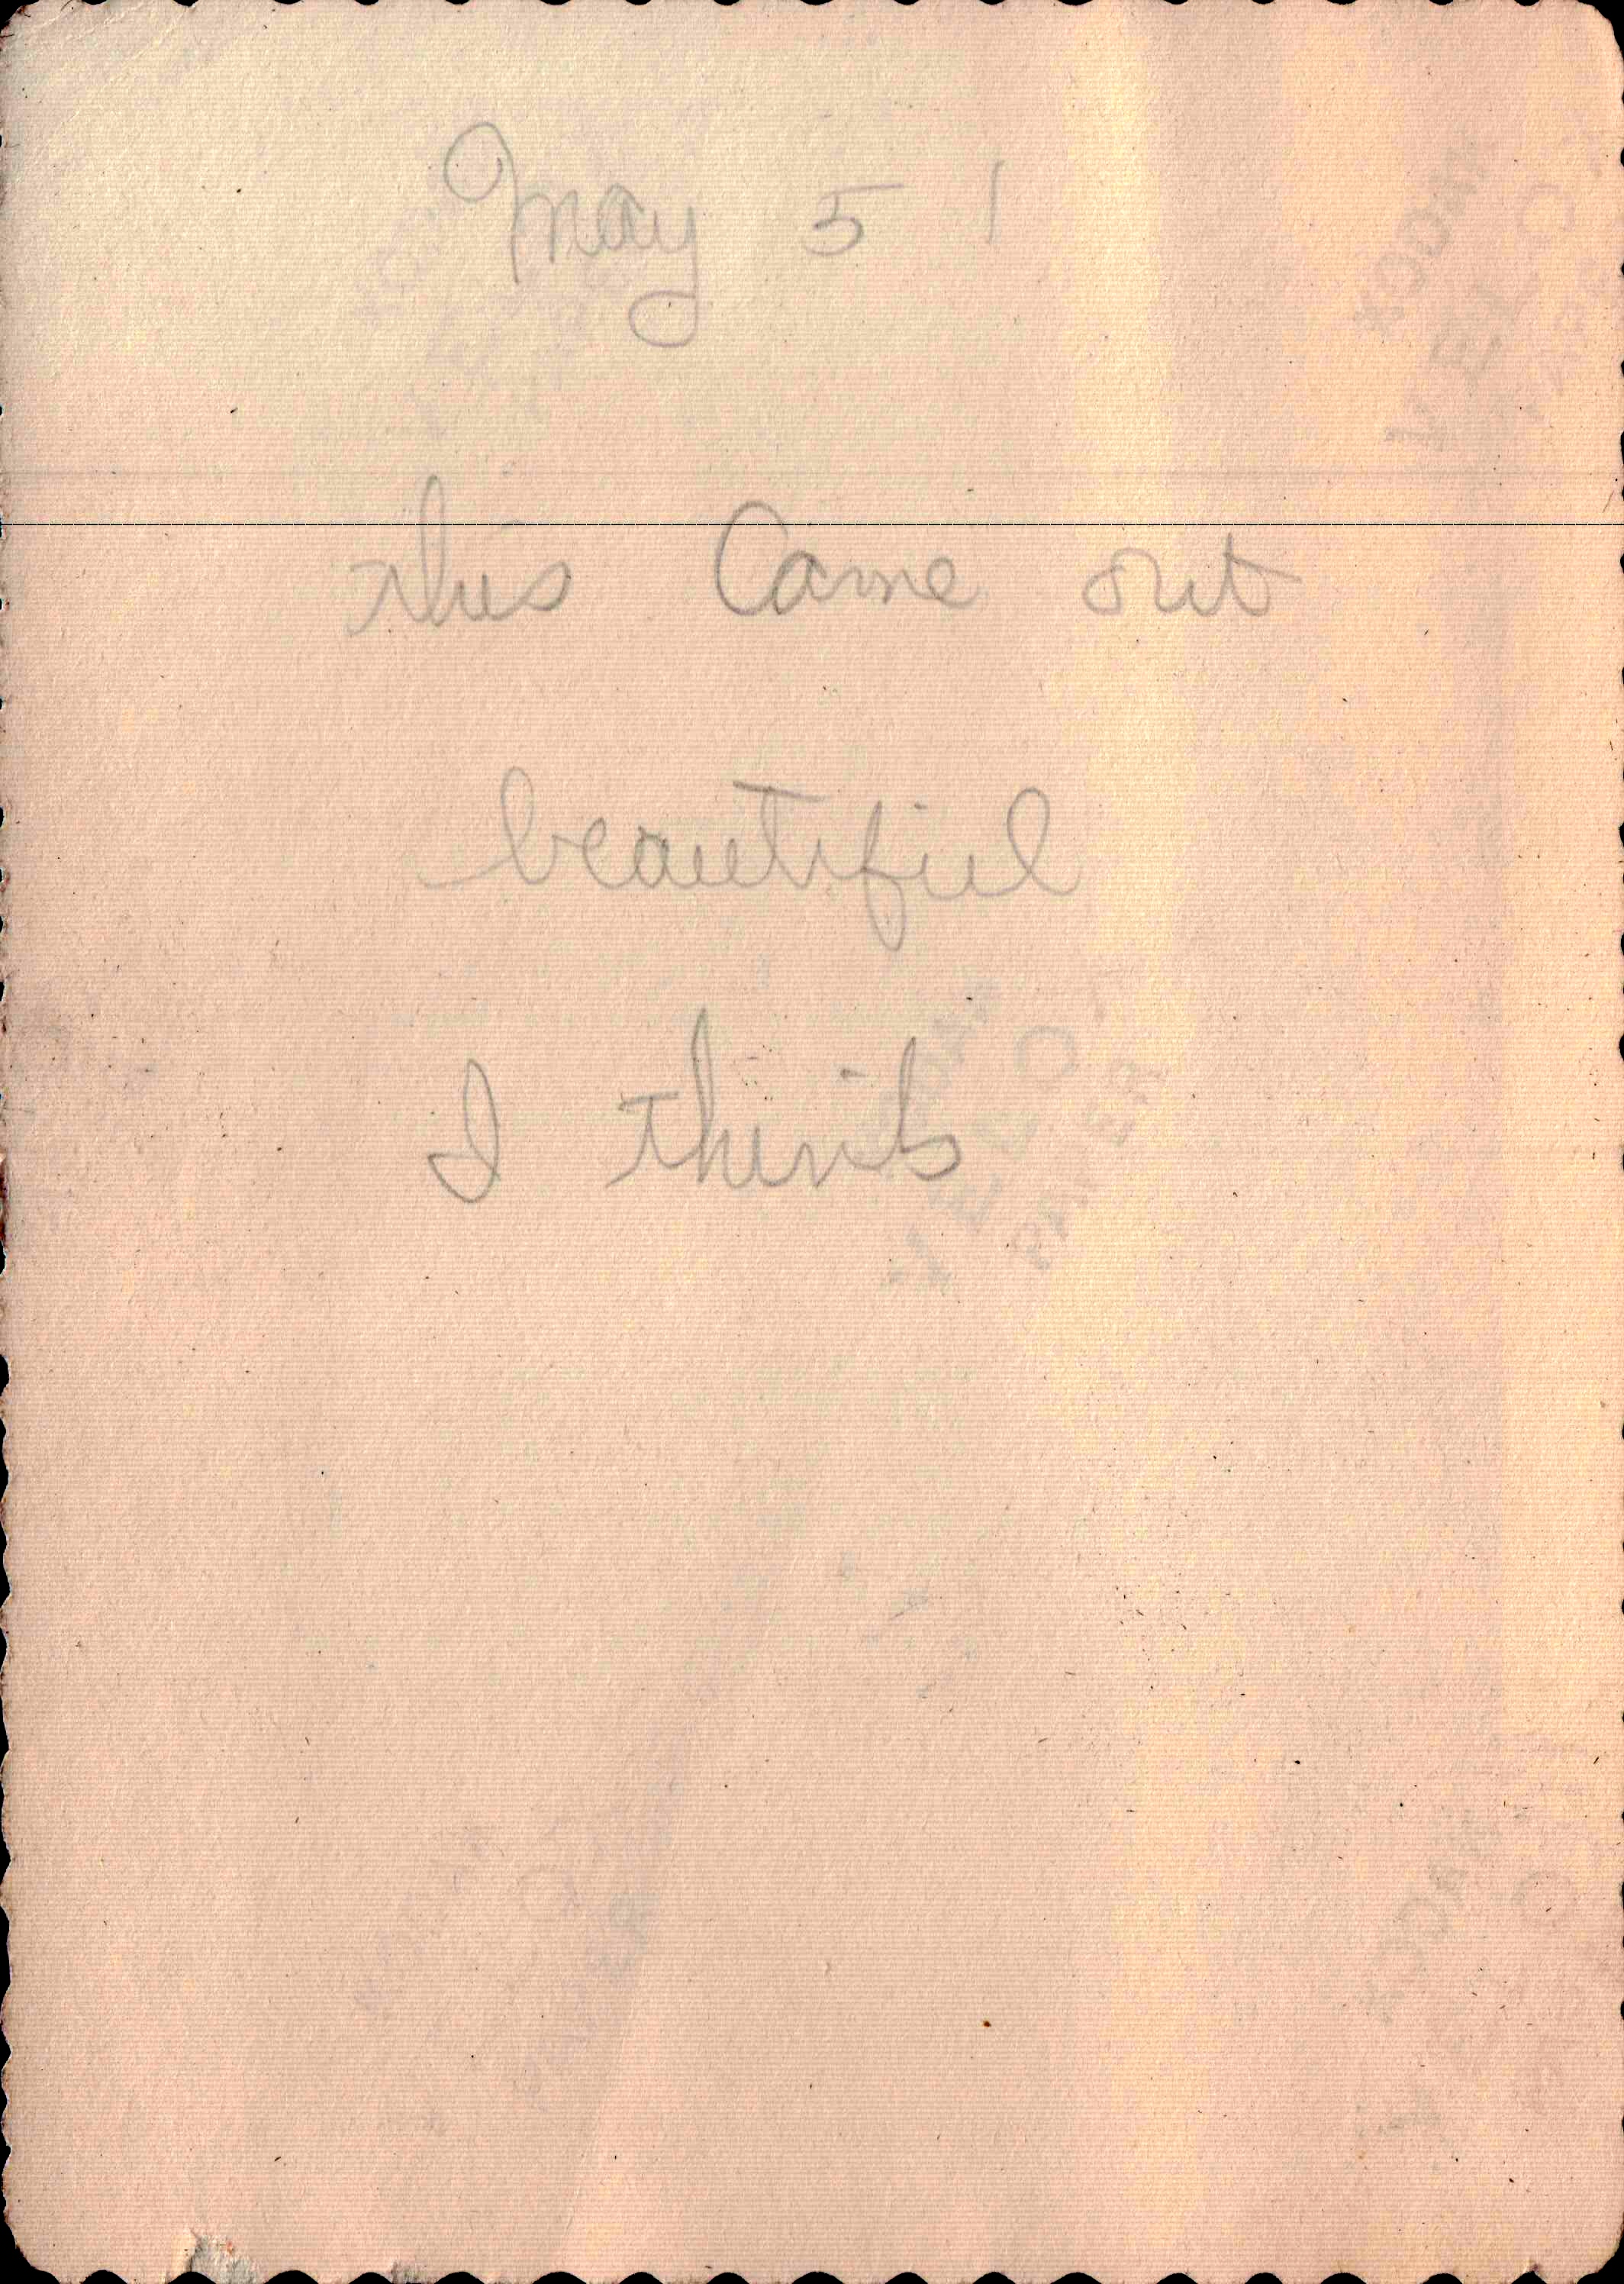 May 5 1
this Came out
beautiful
I think